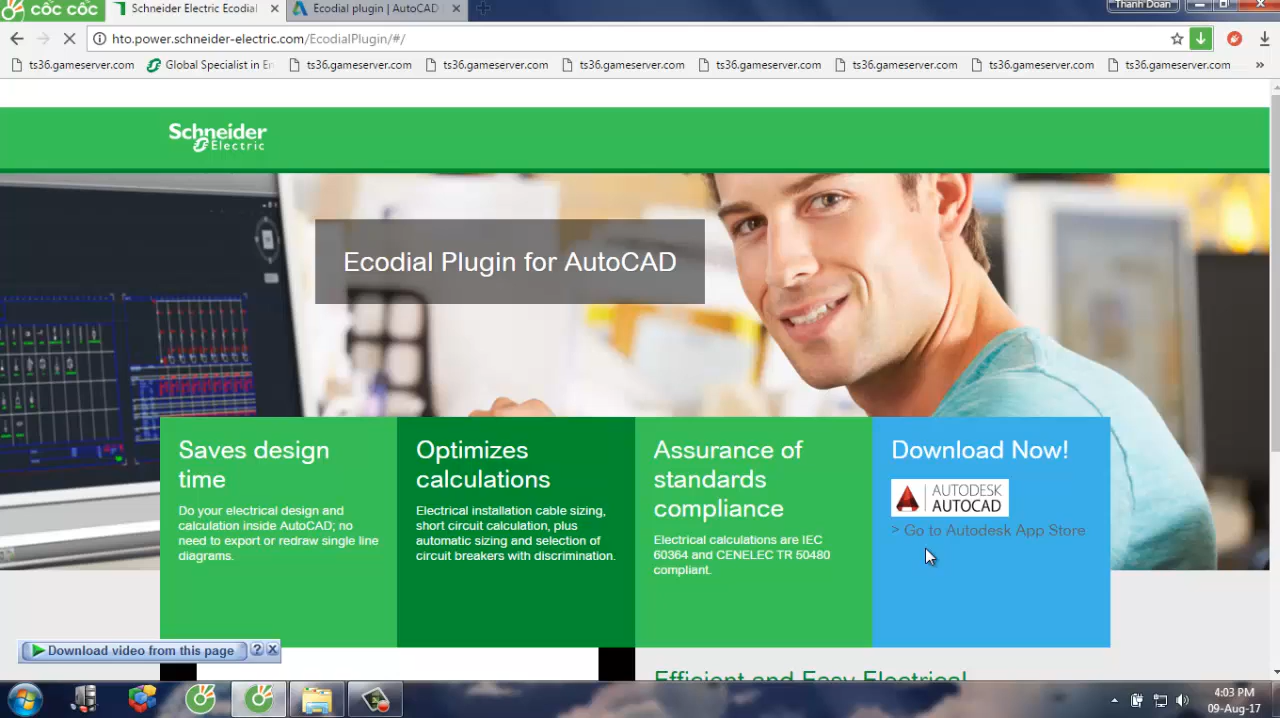 cốc cốc
Schneider Electric Ecodial
Ecodial plugin | AutoCAD
Thanh Doan
hto.power.schneider-electric.com/EcodialPlugin/#/
ts36.gameserver.com
Global Specialist in En
ts36.gameserver.com
ts36.gameserver.com
ts36.gameserver.com
ts36.gameserver.com
ts36.gameserver.com
ts36.gameserver.com
ts36.gameserver.com
Schneider
Electric
Ecodial Plugin for AutoCAD
Saves design
time
Do your electrical design and
calculation inside AutoCAD; no
need to export or redraw single line
diagrams.
Optimizes
calculations
Electrical installation cable sizing,
short circuit calculation, plus
automatic sizing and selection of
circuit breakers with discrimination.
Assurance of
standards
compliance
Electrical calculations are IEC
60364 and CENELEC TR 50480
compliant.
Download Now!
AUTODESK
AUTOCAD
> Go to Autodesk App Store
Download video from this page
Efficient and Easy Electrical
4:03 PM
09-Aug-17